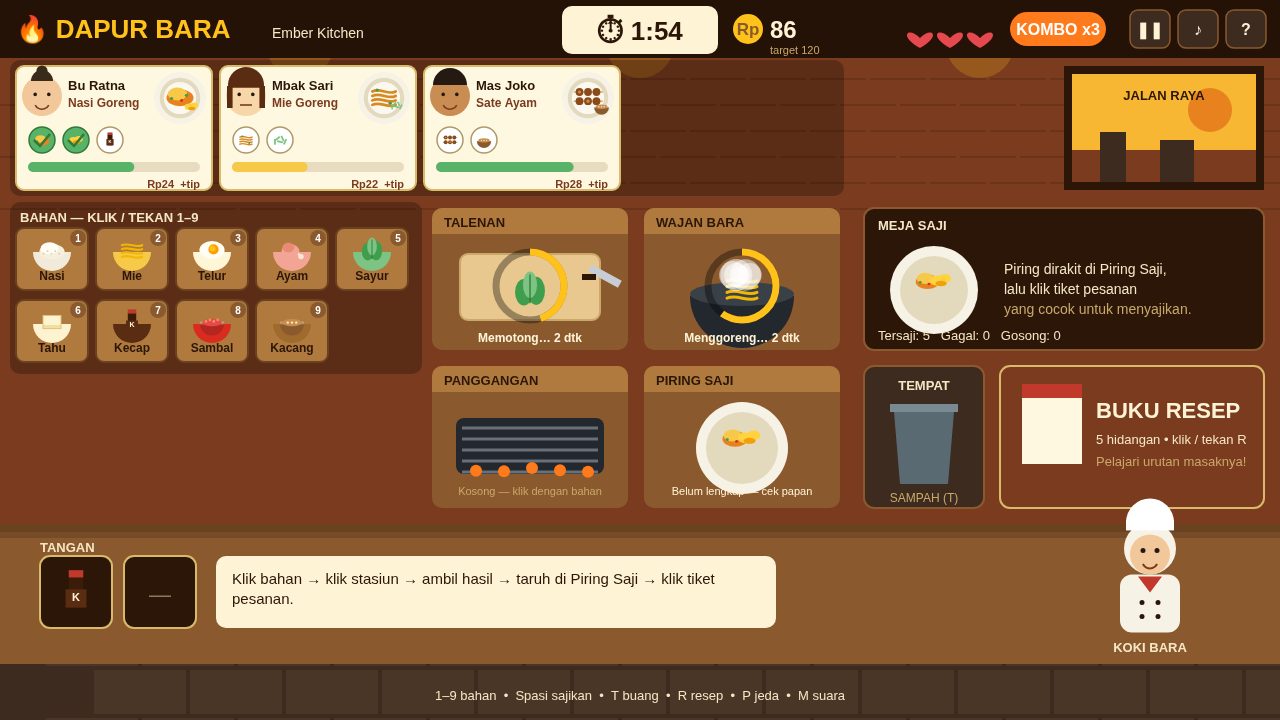 DAPUR BARA
Ember Kitchen
1:54
Rp 86
target 120
KOMBO x3
?
Bu Ratna
Nasi Goreng
Rp24 +tip
Mbak Sari
Mie Goreng
Rp22 +tip
Mas Joko
Sate Ayam
Rp28 +tip
JALAN RAYA
BAHAN — KLIK / TEKAN 1–9
1 Nasi
2 Mie
3 Telur
4 Ayam
5 Sayur
6 Tahu
7 K Kecap
8 Sambal
9 Kacang
TALENAN
Memotong… 2 dtk
WAJAN BARA
Menggoreng… 2 dtk
PANGGANGAN
Kosong — klik dengan bahan
PIRING SAJI
Belum lengkap — cek papan
MEJA SAJI
Piring dirakit di Piring Saji,
lalu klik tiket pesanan
yang cocok untuk menyajikan.
Tersaji: 5 Gagal: 0 Gosong: 0
TEMPAT
SAMPAH (T)
BUKU RESEP
5 hidangan • klik / tekan R
Pelajari urutan masaknya!
TANGAN
K
—
Klik bahan → klik stasiun → ambil hasil → taruh di Piring Saji → klik tiket
pesanan.
KOKI BARA
1–9 bahan • Spasi sajikan • T buang • R resep • P jeda • M suara